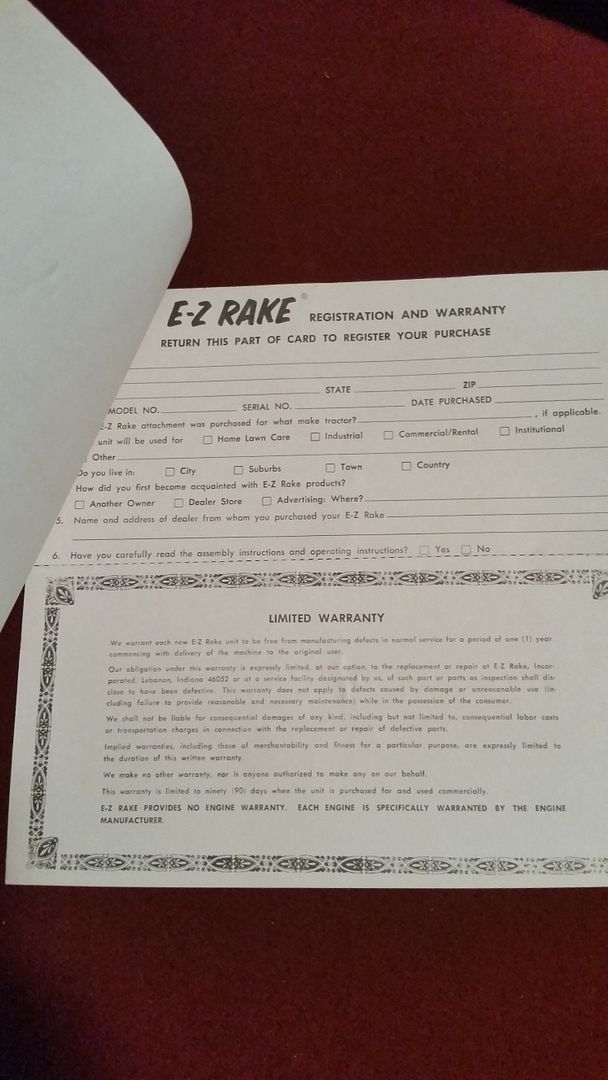 E-Z RAKE®
REGISTRATION AND WARRANTY
RETURN THIS PART OF CARD TO REGISTER YOUR PURCHASE
STATE ZIP
MODEL NO. SERIAL NO. DATE PURCHASED
-Z Rake attachment was purchased for what make tractor? , if applicable.
unit will be used for Home Lawn Care Industrial Commercial/Rental Institutional
Other
Do you live in: City Suburbs Town Country
How did you first become acquainted with E-Z Rake products?
Another Owner Dealer Store Advertising: Where?
5. Name and address of dealer from whom you purchased your E-Z Rake
6. Have you carefully read the assembly instructions and operating instructions? Yes No
LIMITED WARRANTY
We warrant each new E-Z Rake unit to be free from manufacturing defects in normal service for a period of one (1) year
commencing with delivery of the machine to the original user.
Our obligation under this warranty is expressly limited, at our option, to the replacement or repair at E-Z Rake, Incor-
porated, Lebanon, Indiana 46052 or at a service facility designated by us, of such part or parts as inspection shall dis-
close to have been defective. This warranty does not apply to defects caused by damage or unreasonable use (in-
cluding failure to provide reasonable and necessary maintenance) while in the possession of the consumer.
We shall not be liable for consequential damages of any kind, including but not limited to, consequential labor costs
or transportation charges in connection with the replacement or repair of defective parts.
Implied warranties, including those of merchantability and fitness for a particular purpose, are expressly limited to
the duration of this written warranty.
We make no other warranty, nor is anyone authorized to make any on our behalf.
This warranty is limited to ninety (90) days when the unit is purchased for and used commercially.
E-Z RAKE PROVIDES NO ENGINE WARRANTY. EACH ENGINE IS SPECIFICALLY WARRANTED BY THE ENGINE
MANUFACTURER.